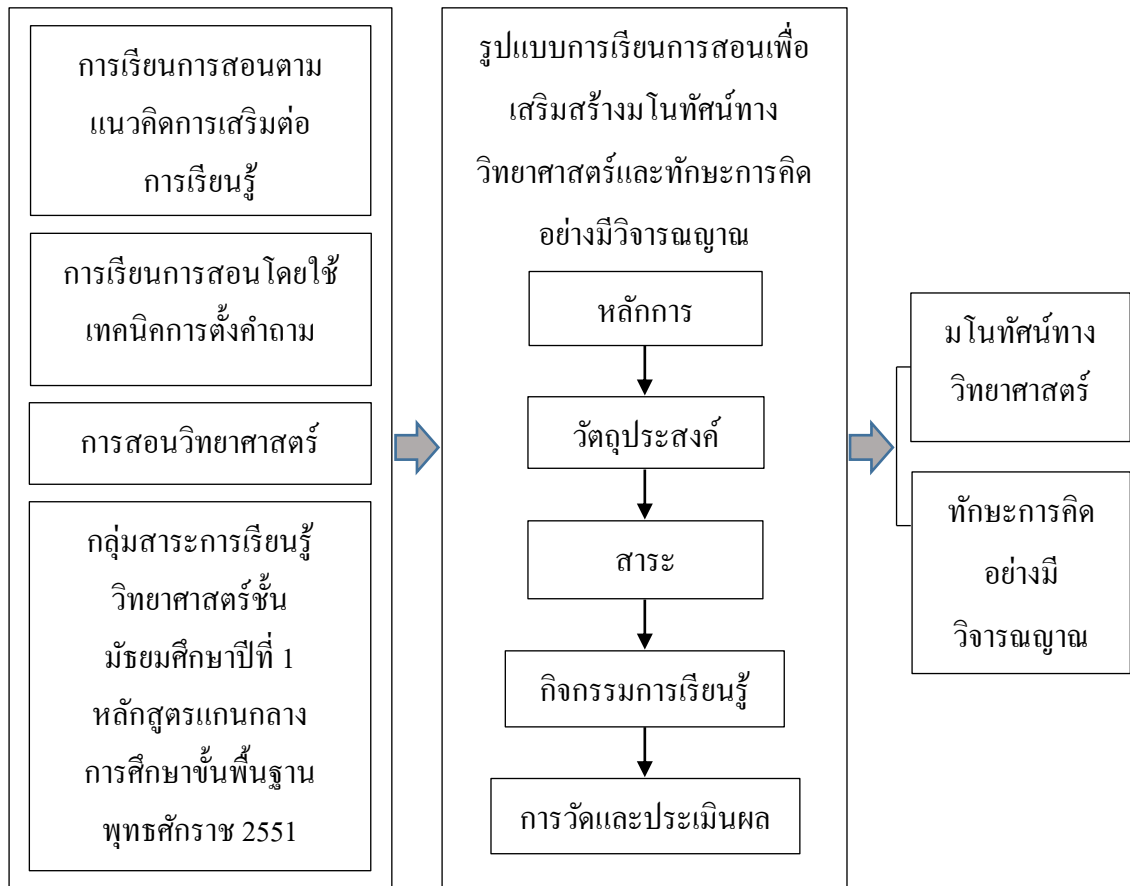 การเรียนการสอนตาม
แนวคิดการเสริมต่อ
การเรียนรู้
การเรียนการสอนโดยใช้
เทคนิคการตั้งคำถาม
การสอนวิทยาศาสตร์
กลุ่มสาระการเรียนรู้
วิทยาศาสตร์ชั้น
มัธยมศึกษาปีที่ 1
หลักสูตรแกนกลาง
การศึกษาขั้นพื้นฐาน
พุทธศักราช 2551
รูปแบบการเรียนการสอนเพื่อ
เสริมสร้างมโนทัศน์ทาง
วิทยาศาสตร์และทักษะการคิด
อย่างมีวิจารณญาณ
หลักการ
วัตถุประสงค์
สาระ
กิจกรรมการเรียนรู้
การวัดและประเมินผล
มโนทัศน์ทาง
วิทยาศาสตร์
ทักษะการคิด
อย่างมี
วิจารณญาณ